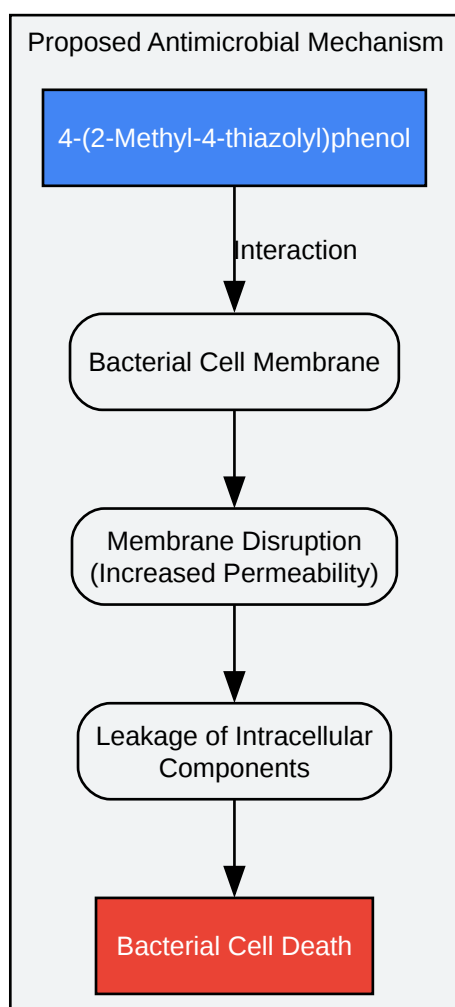 Proposed Antimicrobial Mechanism
4-(2-Methyl-4-thiazolyl)phenol
Interaction
Bacterial Cell Membrane
Membrane Disruption
(Increased Permeability)
Leakage of Intracellular
Components
Bacterial Cell Death